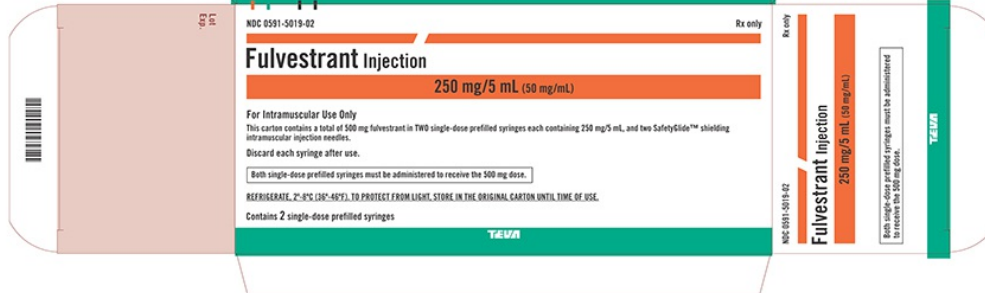 Lot
Exp.
NDC 0591-5019-02
Rx only
Fulvestrant Injection
250 mg/5 mL (50 mg/mL)
For Intramuscular Use Only
This carton contains a total of 500 mg fulvestrant in TWO single-dose prefilled syringes each containing 250 mg/5 mL, and two SafetyGlide™ shielding
intramuscular injection needles.
Discard each syringe after use.
Both single-dose prefilled syringes must be administered to receive the 500 mg dose.
REFRIGERATE, 2°-8°C (36°-46°F). TO PROTECT FROM LIGHT, STORE IN THE ORIGINAL CARTON UNTIL TIME OF USE.
Contains 2 single-dose prefilled syringes
TEVA
NDC 0591-5019-02
Rx only
Fulvestrant Injection
250 mg/5 mL (50 mg/mL)
Both single-dose prefilled syringes must be administered
to receive the 500 mg dose.
TEVA